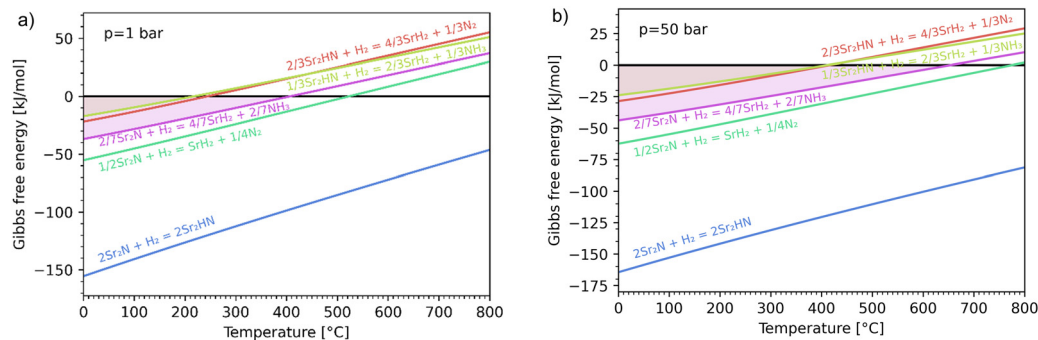 a)
p=1 bar
2/3Sr₂HN + H₂ = 4/3SrH₂ + 1/3N₂
1/3Sr₂HN + H₂ = 2/3SrH₂ + 1/3NH₃
2/7Sr₂N + H₂ = 4/7SrH₂ + 2/7NH₃
1/2Sr₂N + H₂ = SrH₂ + 1/4N₂
2Sr₂N + H₂ = 2Sr₂HN
Gibbs free energy [kJ/mol]
50
0
−50
−100
−150
0 100 200 300 400 500 600 700 800
Temperature [°C]
b)
p=50 bar
2/3Sr₂HN + H₂ = 4/3SrH₂ + 1/3N₂
1/3Sr₂HN + H₂ = 2/3SrH₂ + 1/3NH₃
2/7Sr₂N + H₂ = 4/7SrH₂ + 2/7NH₃
1/2Sr₂N + H₂ = SrH₂ + 1/4N₂
2Sr₂N + H₂ = 2Sr₂HN
Gibbs free energy [kJ/mol]
25
0
−25
−50
−75
−100
−125
−150
−175
0 100 200 300 400 500 600 700 800
Temperature [°C]